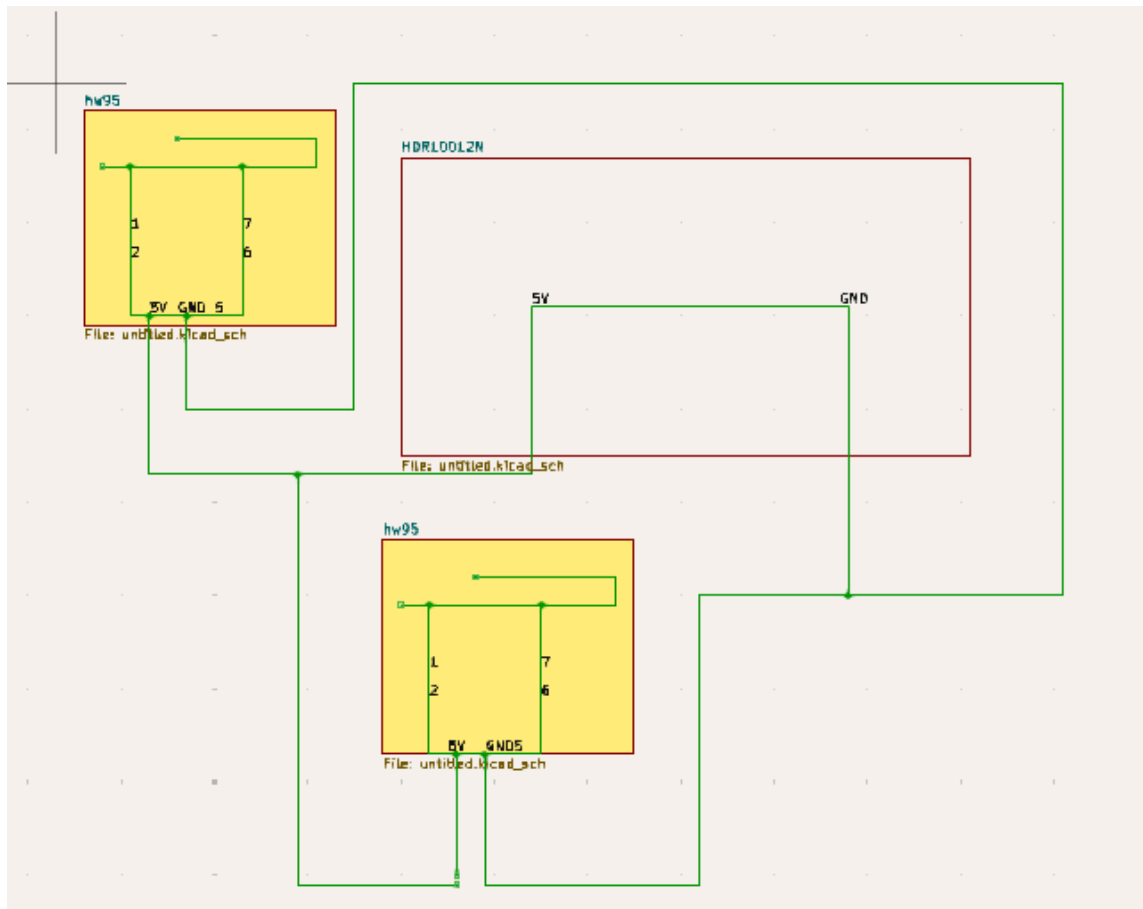 hw95
HDR10012N
1 7
2 6
5V GND 5
File: untitled.kicad_sch
5V GND
File: untitled.kicad_sch
hw95
1 7
2 6
5V GND5
File: untitled.kicad_sch